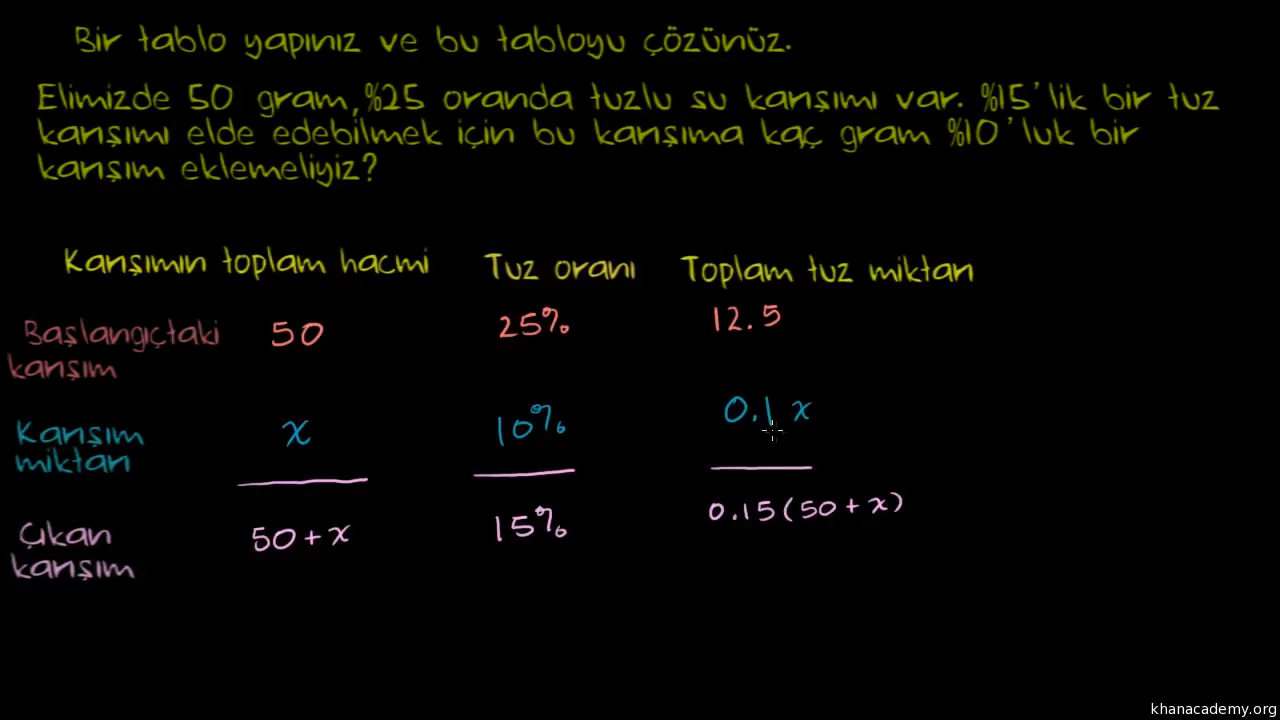 Bir tablo yapınız ve bu tabloyu çözünüz.
Elimizde 50 gram, %25 oranda tuzlu su karışımı var. %15'lik bir tuz
karışımı elde edebilmek için bu karışıma kaç gram %10'luk bir
karışım eklemeliyiz?
Karışımın toplam hacmi Tuz oranı Toplam tuz miktarı
Başlangıçtaki karışım 50 25% 12.5
Karışım miktarı x 10% 0.1 x
Çıkan karışım 50 + x 15% 0.15 (50 + x)
khanacademy.org